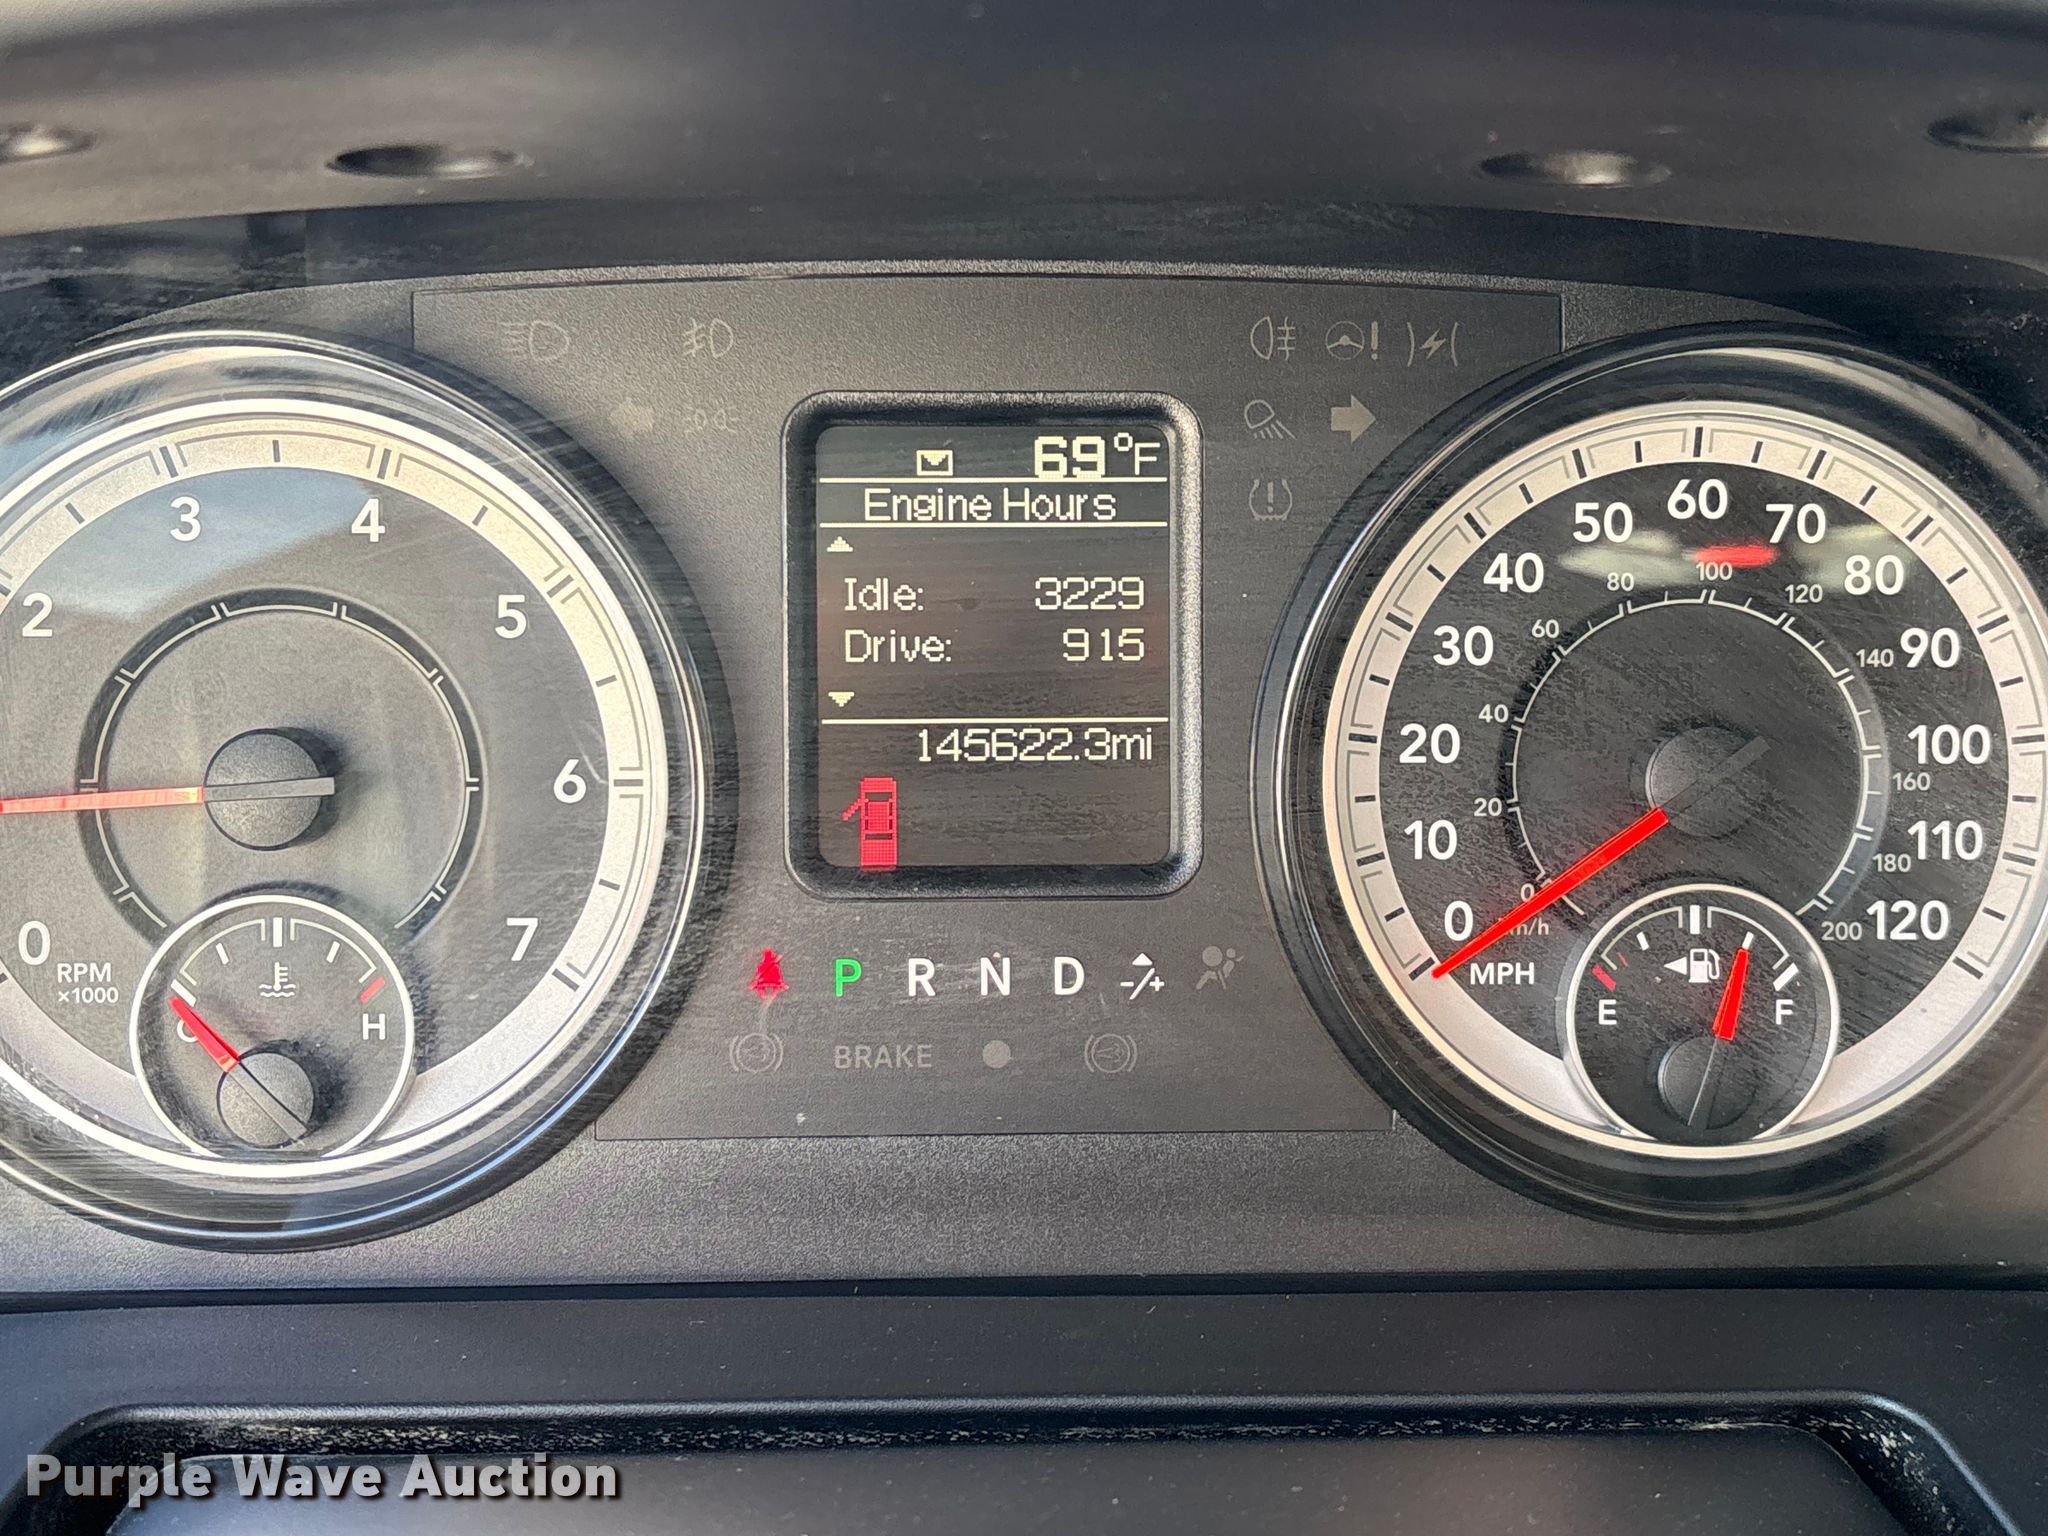 69°F
Engine Hours
Idle: 3229
Drive: 915
145622.3mi
P R N D -/+
BRAKE
0 2 3 4 5 6 7
RPM
×1000
C H
0 10 20 30 40 50 60 70 80 90 100 110 120
MPH
0 20 40 60 80 100 120 140 160 180 200
E F
Purple Wave Auction